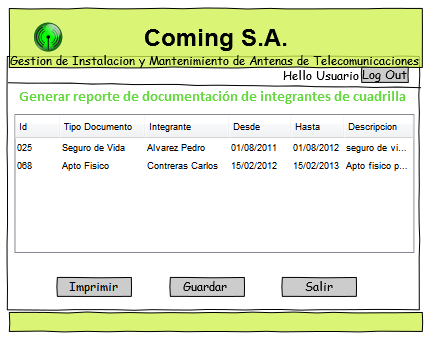 Coming S.A.
Gestion de Instalacion y Mantenimiento de Antenas de Telecomunicaciones
Hello Usuario Log Out
Generar reporte de documentación de integrantes de cuadrilla
Id Tipo Documento Integrante Desde Hasta Descripcion
025 Seguro de Vida Alvarez Pedro 01/08/2011 01/08/2012 seguro de vi...
068 Apto Fisico Contreras Carlos 15/02/2012 15/02/2013 Apto fisico p...
Imprimir Guardar Salir